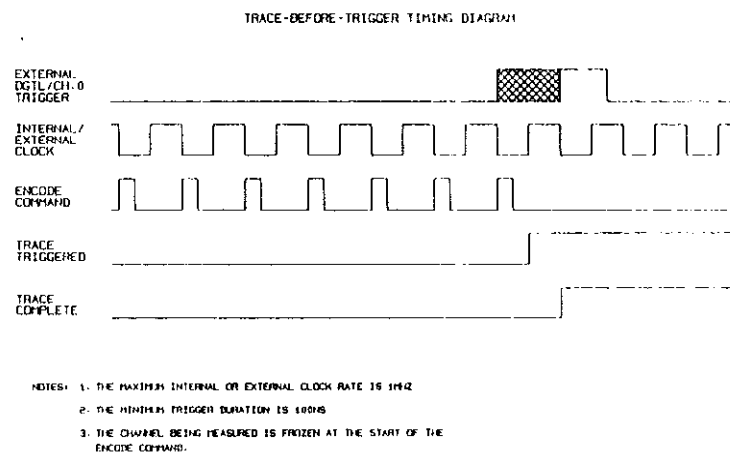 TRACE-BEFORE-TRIGGER TIMING DIAGRAM
EXTERNAL
DGTL/CH.0
TRIGGER
INTERNAL/
EXTERNAL
CLOCK
ENCODE
COMMAND
TRACE
TRIGGERED
TRACE
COMPLETE
NOTES: 1. THE MAXIMUM INTERNAL OR EXTERNAL CLOCK RATE IS 1MHZ
2. THE MINIMUM TRIGGER DURATION IS 100NS
3. THE CHANNEL BEING MEASURED IS FROZEN AT THE START OF THE
ENCODE COMMAND.